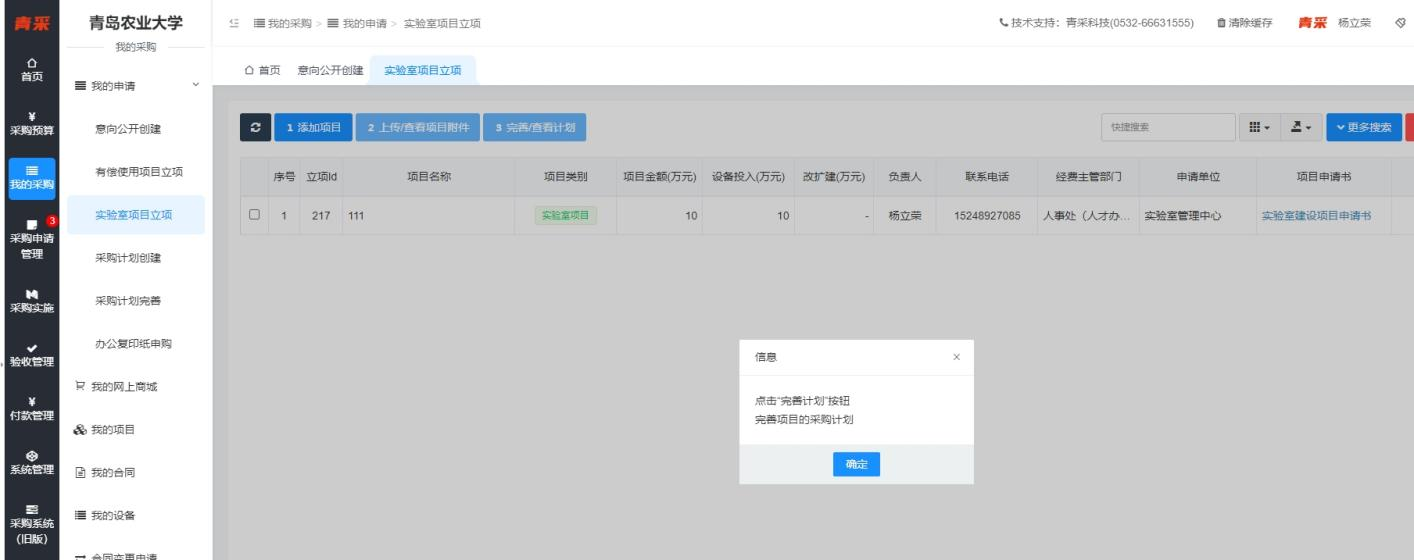 青采
首页
¥
采购预算
我的采购
3
采购申请
管理
采购实施
验收管理
¥
付款管理
系统管理
采购系统
(旧版)
青岛农业大学
我的采购
我的申请
意向公开创建
有偿使用项目立项
实验室项目立项
采购计划创建
采购计划完善
办公复印纸申购
我的网上商城
我的项目
我的合同
我的设备
合同变更申请
我的采购 > 我的申请 > 实验室项目立项
技术支持：青采科技(0532-66631555) 清除缓存 青采 杨立荣
首页 意向公开创建 实验室项目立项
1 添加项目 2 上传/查看项目附件 3 完善/查看计划 快捷搜索 更多搜索
序号 立项Id 项目名称 项目类别 项目金额(万元) 设备投入(万元) 改扩建(万元) 负责人 联系电话 经费主管部门 申请单位 项目申请书
1 217 111 实验室项目 10 10 - 杨立荣 15248927085 人事处（人才办... 实验室管理中心 实验室建设项目申请书
信息 ×
点击“完善计划”按钮
完善项目的采购计划
确定